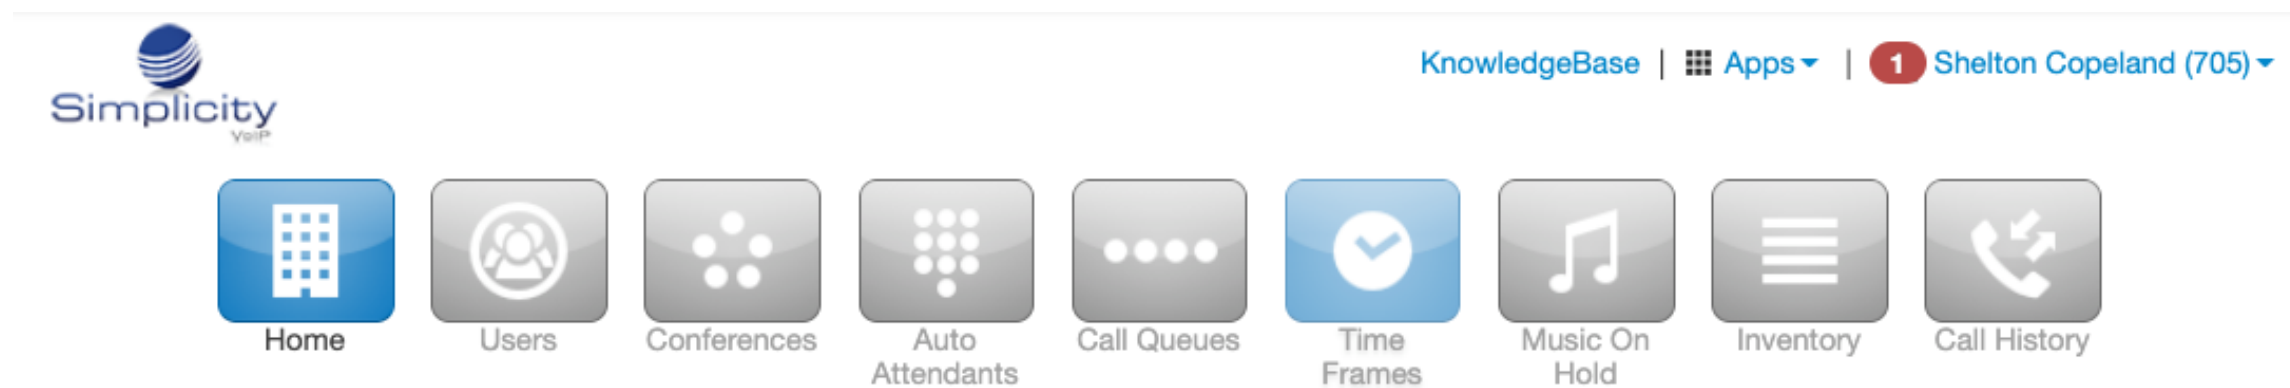 Simplicity
VoIP
KnowledgeBase | Apps | 1 Shelton Copeland (705)
Home
Users
Conferences
Auto
Attendants
Call Queues
Time
Frames
Music On
Hold
Inventory
Call History